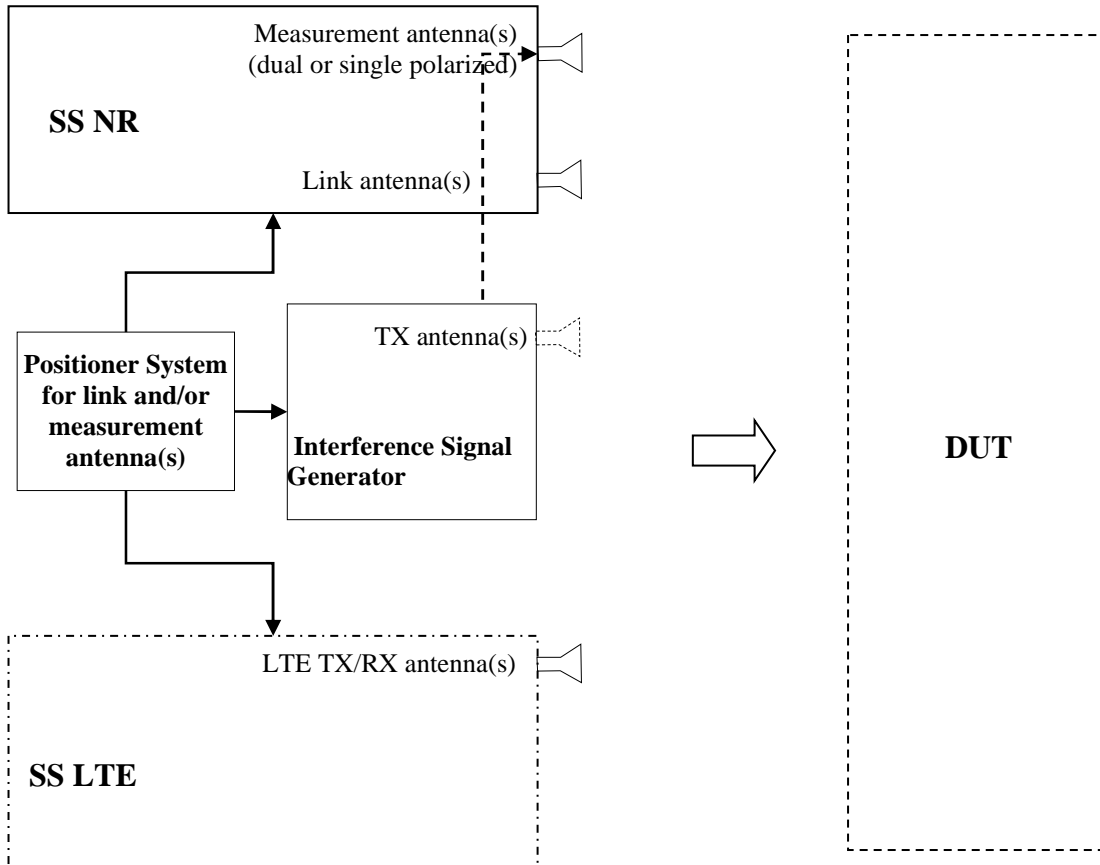 Measurement antenna(s)
(dual or single polarized)
SS NR
Link antenna(s)
TX antenna(s)
Positioner System
for link and/or
measurement
antenna(s)
Interference Signal
Generator
DUT
LTE TX/RX antenna(s)
SS LTE